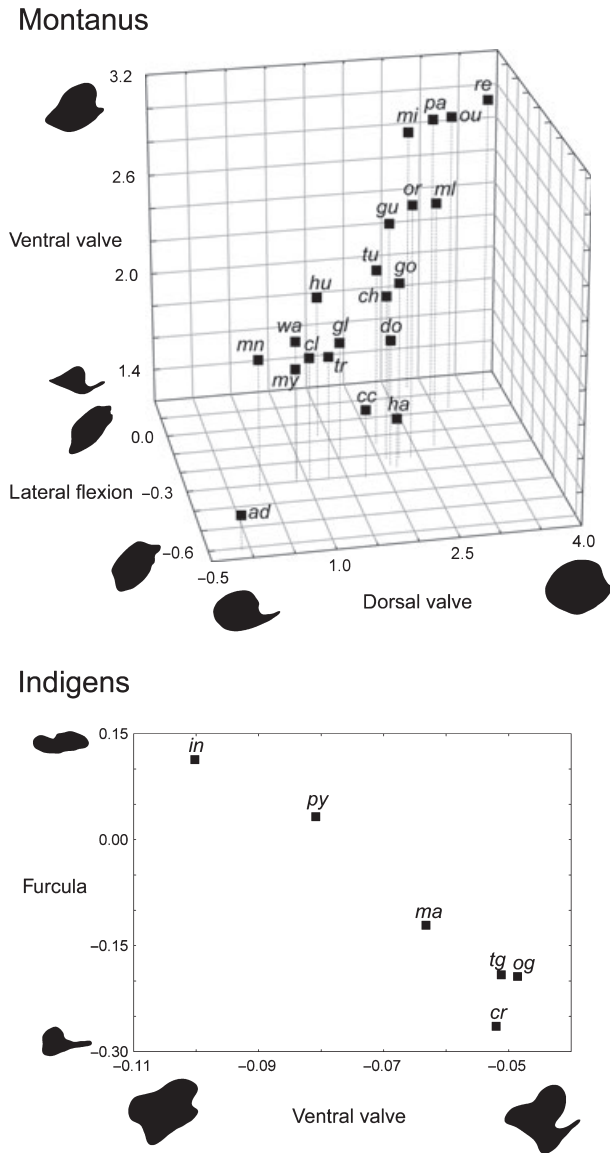 Montanus
3.2
re
pa
mi
ou
2.6
or
ml
gu
Ventral valve
tu
go
2.0
hu
ch
wa
gl
do
mn
cl
tr
1.4
my
cc
ha
0.0
Lateral flexion
−0.3
ad
−0.6
−0.5
1.0
2.5
4.0
Dorsal valve
Indigens
0.15
in
py
0.00
Furcula
ma
−0.15
tg
og
cr
−0.30
−0.11
−0.09
−0.07
−0.05
Ventral valve